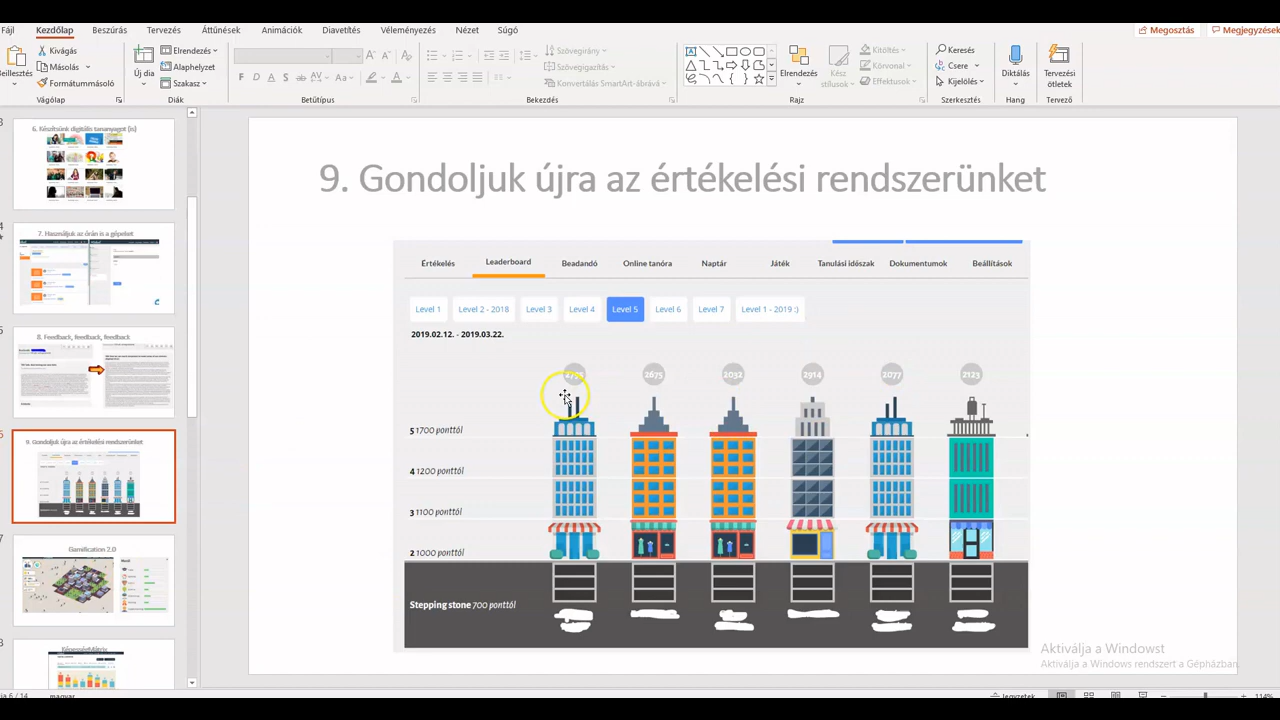 Fájl Kezdőlap Beszúrás Tervezés Áttűnések Animációk Diavetítés Véleményezés Nézet Súgó Megosztás Megjegyzések
Beillesztés Kivágás Másolás Formátummásoló Vágólap
Új dia Elrendezés Alaphelyzet Szakasz Diák
Betűtípus
Szövegirány Szövegigazítás Konvertálás SmartArt-ábrává Bekezdés
Elrendezés Kész stílusok Kitöltés Körvonal Effektusok Rajz
Keresés Csere Kijelölés Szerkesztés
Diktálás Hang
Tervezési ötletek Tervező
6. Készítsünk digitális tananyagot (is)
7. Használjuk az órán is a gépeket
8. Feedback, feedback, feedback
9. Gondoljuk újra az értékelési rendszerünket
Gamification 2.0
KépességMátrix
9. Gondoljuk újra az értékelési rendszerünket
Értékelés Leaderboard Beadandó Online tanóra Naptár Játék Tanulási időszak Dokumentumok Beállítások
Level 1 Level 2 - 2018 Level 3 Level 4 Level 5 Level 6 Level 7 Level 1 - 2019 :)
2019.02.12. - 2019.03.22.
2675 2032 2914 2077 2123
5 1700 ponttól
4 1200 ponttól
3 1100 ponttól
2 1000 ponttól
Stepping stone 700 ponttól
Aktiválja a Windowst
Aktiválja a Windows rendszert a Gépházban.
magyar
Jegyzetek
114%